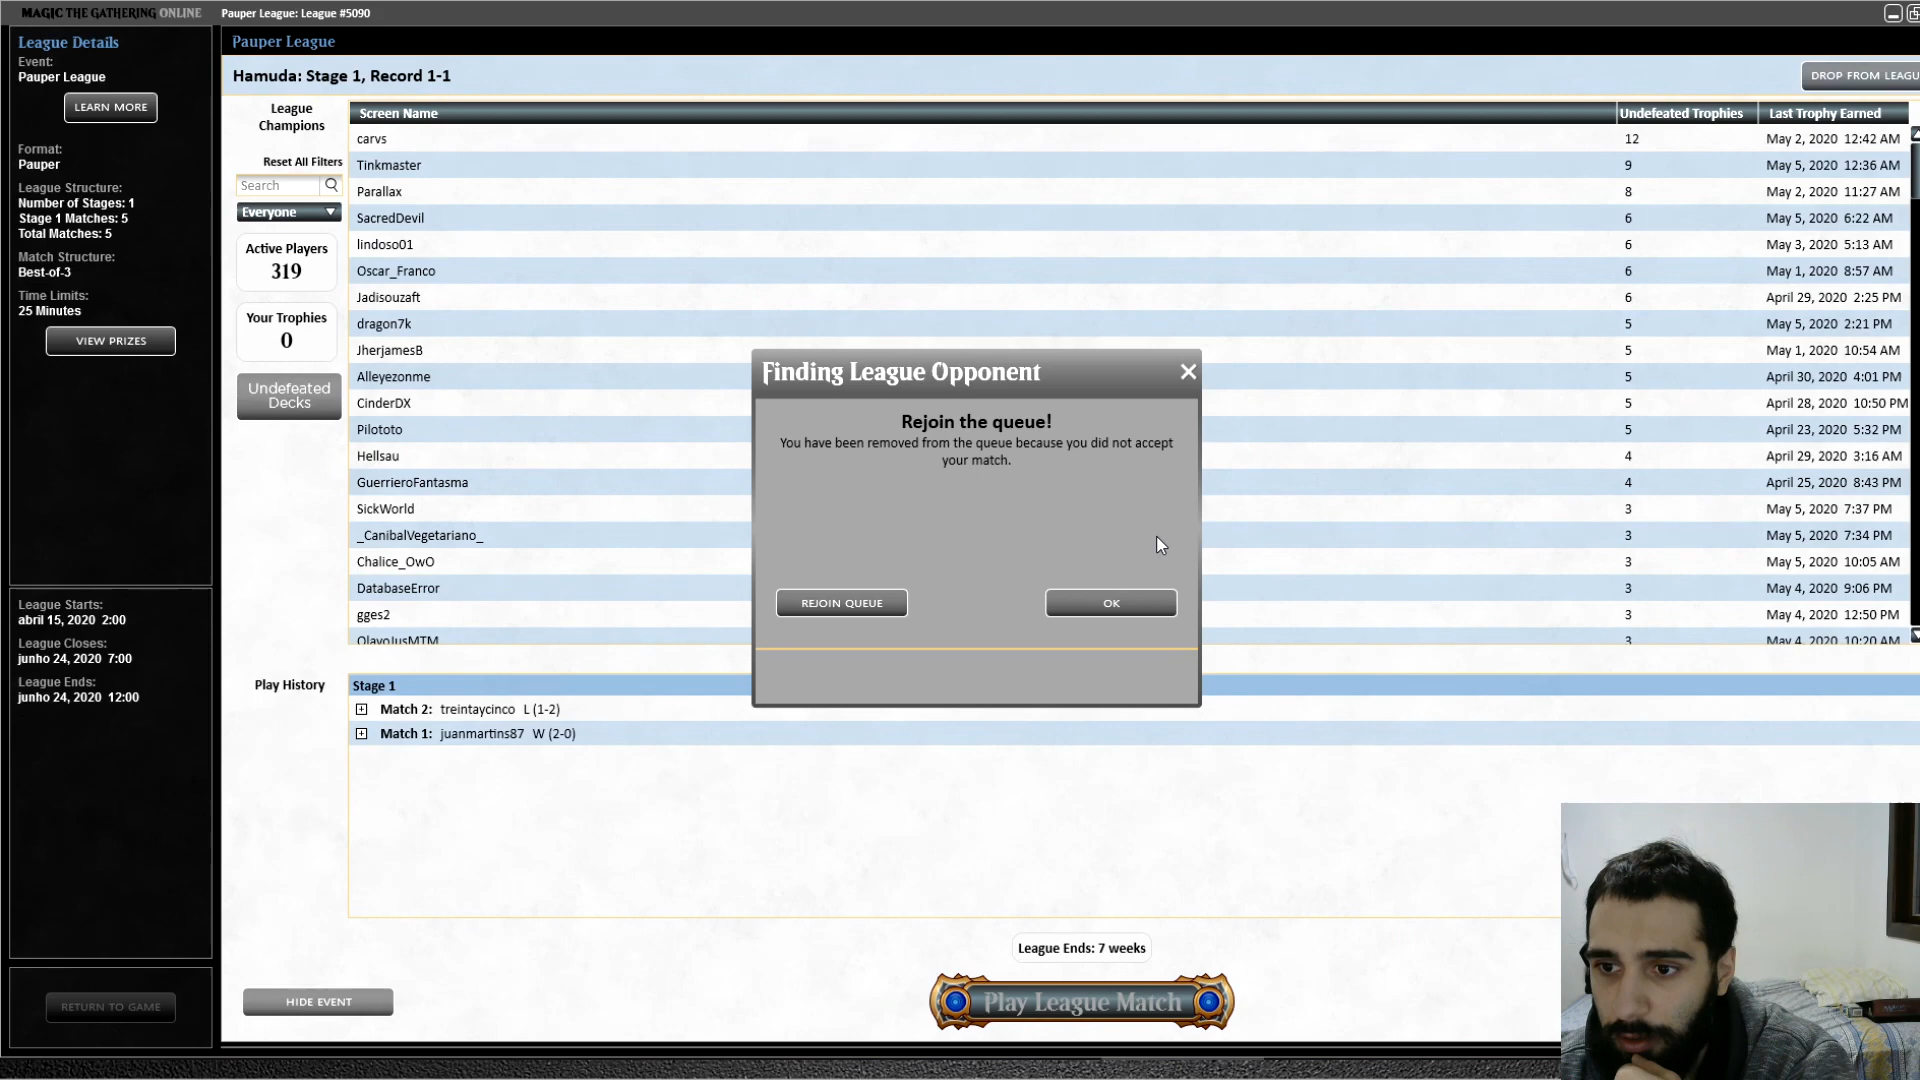 MAGIC THE GATHERING ONLINE
Pauper League: League #5090
League Details
Event:
Pauper League
LEARN MORE
Format:
Pauper
League Structure:
Number of Stages: 1
Stage 1 Matches: 5
Total Matches: 5
Match Structure:
Best-of-3
Time Limits:
25 Minutes
VIEW PRIZES
League Starts:
abril 15, 2020 2:00
League Closes:
junho 24, 2020 7:00
League Ends:
junho 24, 2020 12:00
RETURN TO GAME
Pauper League
Hamuda: Stage 1, Record 1-1
DROP FROM LEAGU
League
Champions
Reset All Filters
Search
Everyone
Active Players
319
Your Trophies
0
Undefeated
Decks
Screen Name Undefeated Trophies Last Trophy Earned
carvs 12 May 2, 2020 12:42 AM
Tinkmaster 9 May 5, 2020 12:36 AM
Parallax 8 May 2, 2020 11:27 AM
SacredDevil 6 May 5, 2020 6:22 AM
lindoso01 6 May 3, 2020 5:13 AM
Oscar_Franco 6 May 1, 2020 8:57 AM
Jadisouzaft 6 April 29, 2020 2:25 PM
dragon7k 5 May 5, 2020 2:21 PM
JherjamesB 5 May 1, 2020 10:54 AM
Alleyezonme 5 April 30, 2020 4:01 PM
CinderDX 5 April 28, 2020 10:50 PM
Pilototo 5 April 23, 2020 5:32 PM
Hellsau 4 April 29, 2020 3:16 AM
GuerrieroFantasma 4 April 25, 2020 8:43 PM
SickWorld 3 May 5, 2020 7:37 PM
_CanibalVegetariano_ 3 May 5, 2020 7:34 PM
Chalice_OwO 3 May 5, 2020 10:05 AM
DatabaseError 3 May 4, 2020 9:06 PM
gges2 3 May 4, 2020 12:50 PM
OlavoJusMTM 3 May 4, 2020 10:20 AM
Finding League Opponent
Rejoin the queue!
You have been removed from the queue because you did not accept
your match.
REJOIN QUEUE
OK
Play History
Stage 1
Match 2: treintaycinco L (1-2)
Match 1: juanmartins87 W (2-0)
League Ends: 7 weeks
HIDE EVENT
Play League Match